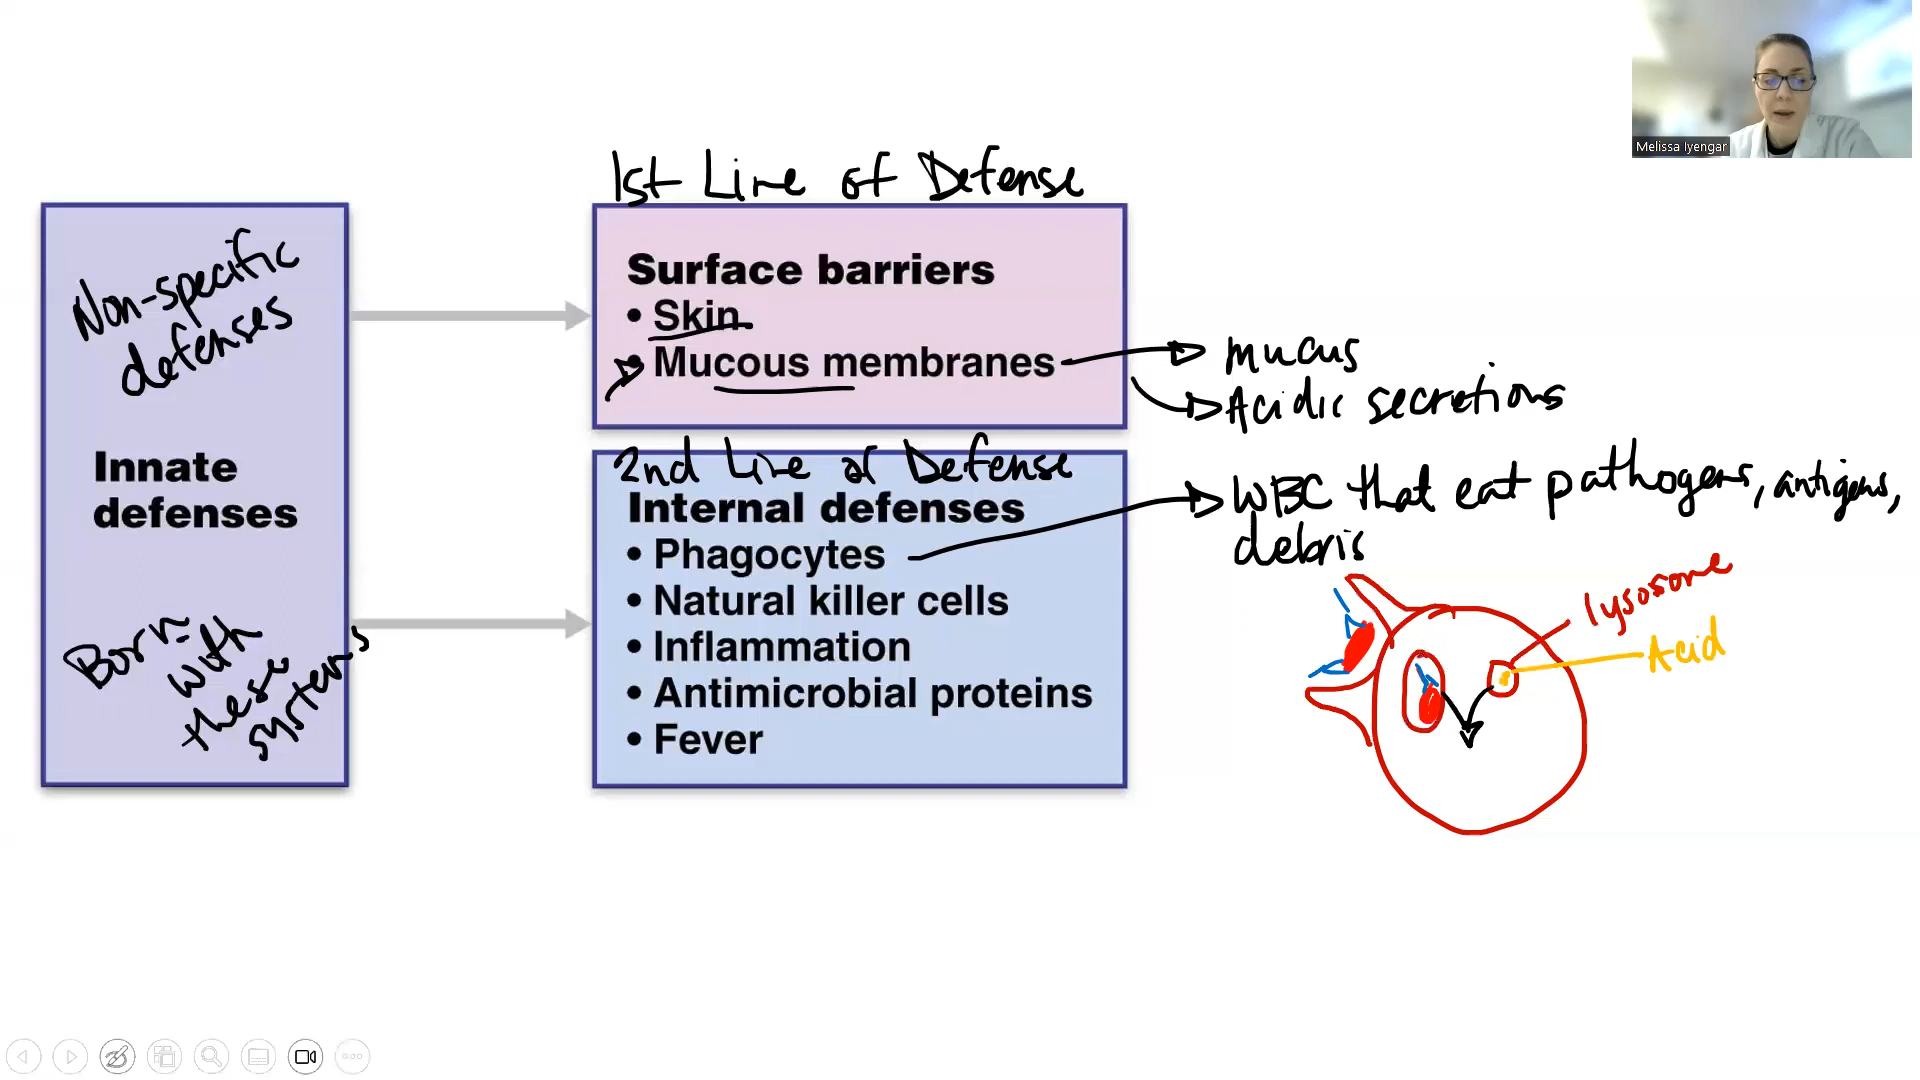 Melissa Iyengar
Non-specific
defenses
Innate
defenses
Born
with
these
systems
1st Line of Defense
Surface barriers
• Skin
• Mucous membranes
mucus
Acidic secretions
2nd Line of Defense
Internal defenses
• Phagocytes
• Natural killer cells
• Inflammation
• Antimicrobial proteins
• Fever
WBC that eat pathogens, antigens,
debris
lysosome
Acid